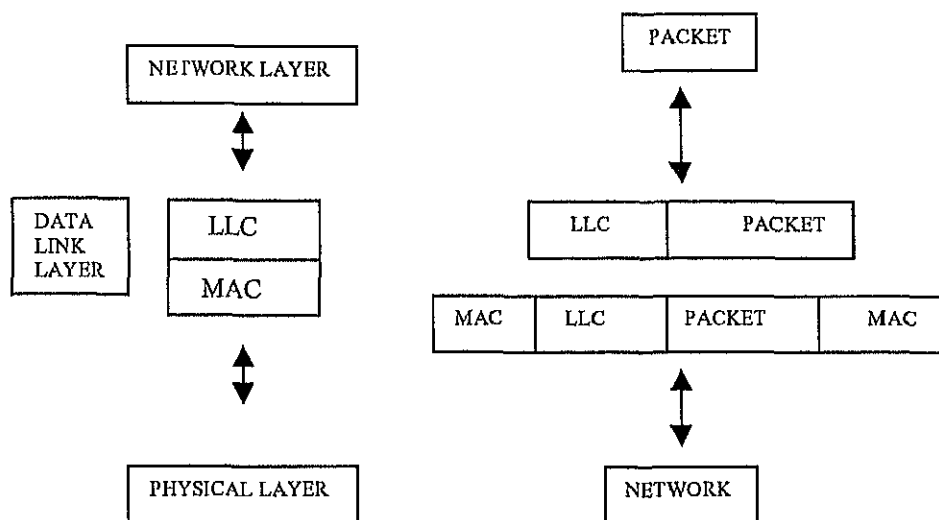 NETWORK LAYER
PACKET
DATA
LINK
LAYER
LLC
MAC
LLC PACKET
MAC LLC PACKET MAC
PHYSICAL LAYER
NETWORK